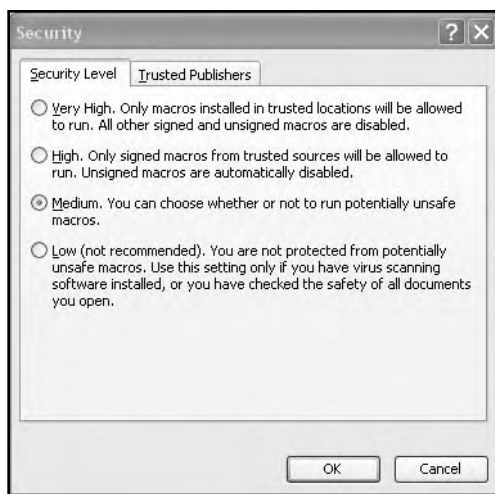 Security
Security Level
Trusted Publishers
Very High. Only macros installed in trusted locations will be allowed
to run. All other signed and unsigned macros are disabled.
High. Only signed macros from trusted sources will be allowed to
run. Unsigned macros are automatically disabled.
Medium. You can choose whether or not to run potentially unsafe
macros.
Low (not recommended). You are not protected from potentially
unsafe macros. Use this setting only if you have virus scanning
software installed, or you have checked the safety of all documents
you open.
OK
Cancel